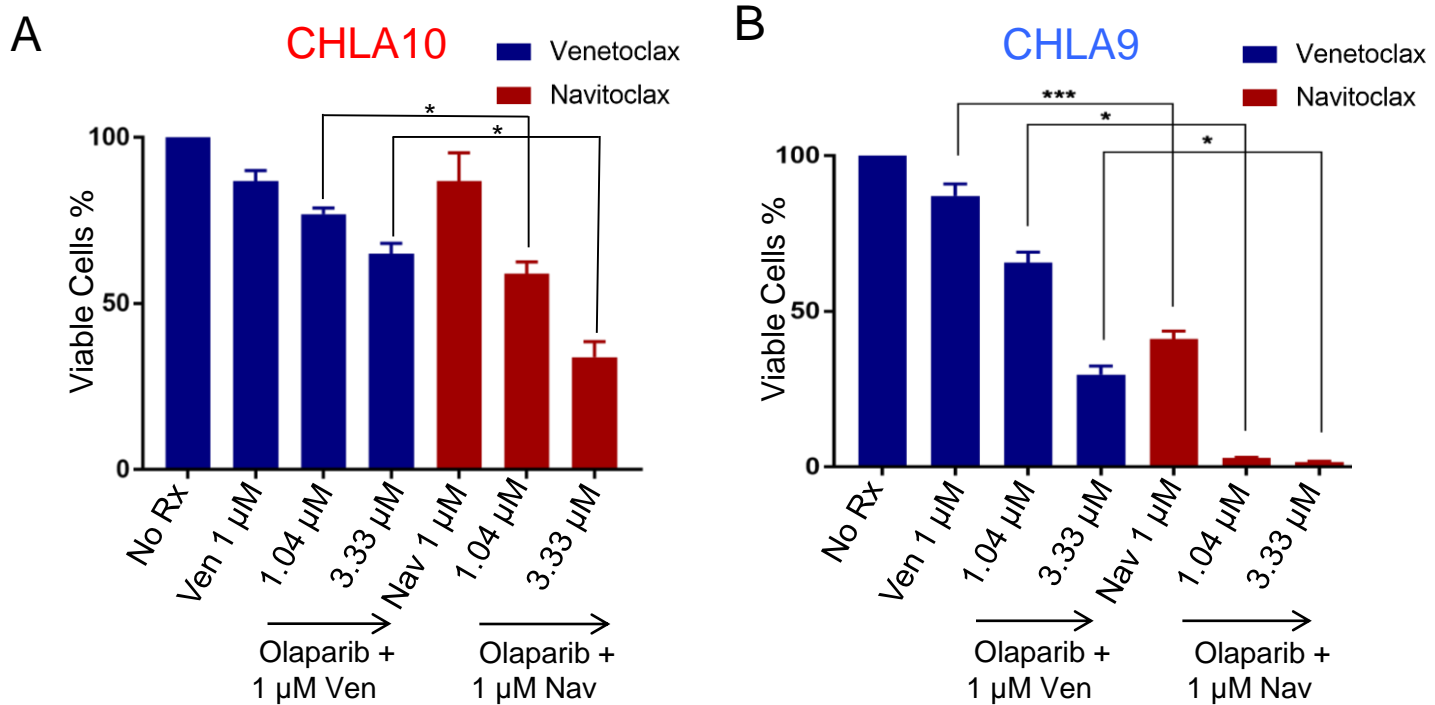 A
CHLA10
Venetoclax
Navitoclax
*
*
100
50
0
Viable Cells %
No Rx
Ven 1 µM
1.04 µM
3.33 µM
Nav 1 µM
1.04 µM
3.33 µM
Olaparib +
1 µM Ven
Olaparib +
1 µM Nav
B
CHLA9
Venetoclax
Navitoclax
***
*
*
100
50
0
Viable Cells %
No Rx
Ven 1 µM
1.04 µM
3.33 µM
Nav 1 µM
1.04 µM
3.33 µM
Olaparib +
1 µM Ven
Olaparib +
1 µM Nav